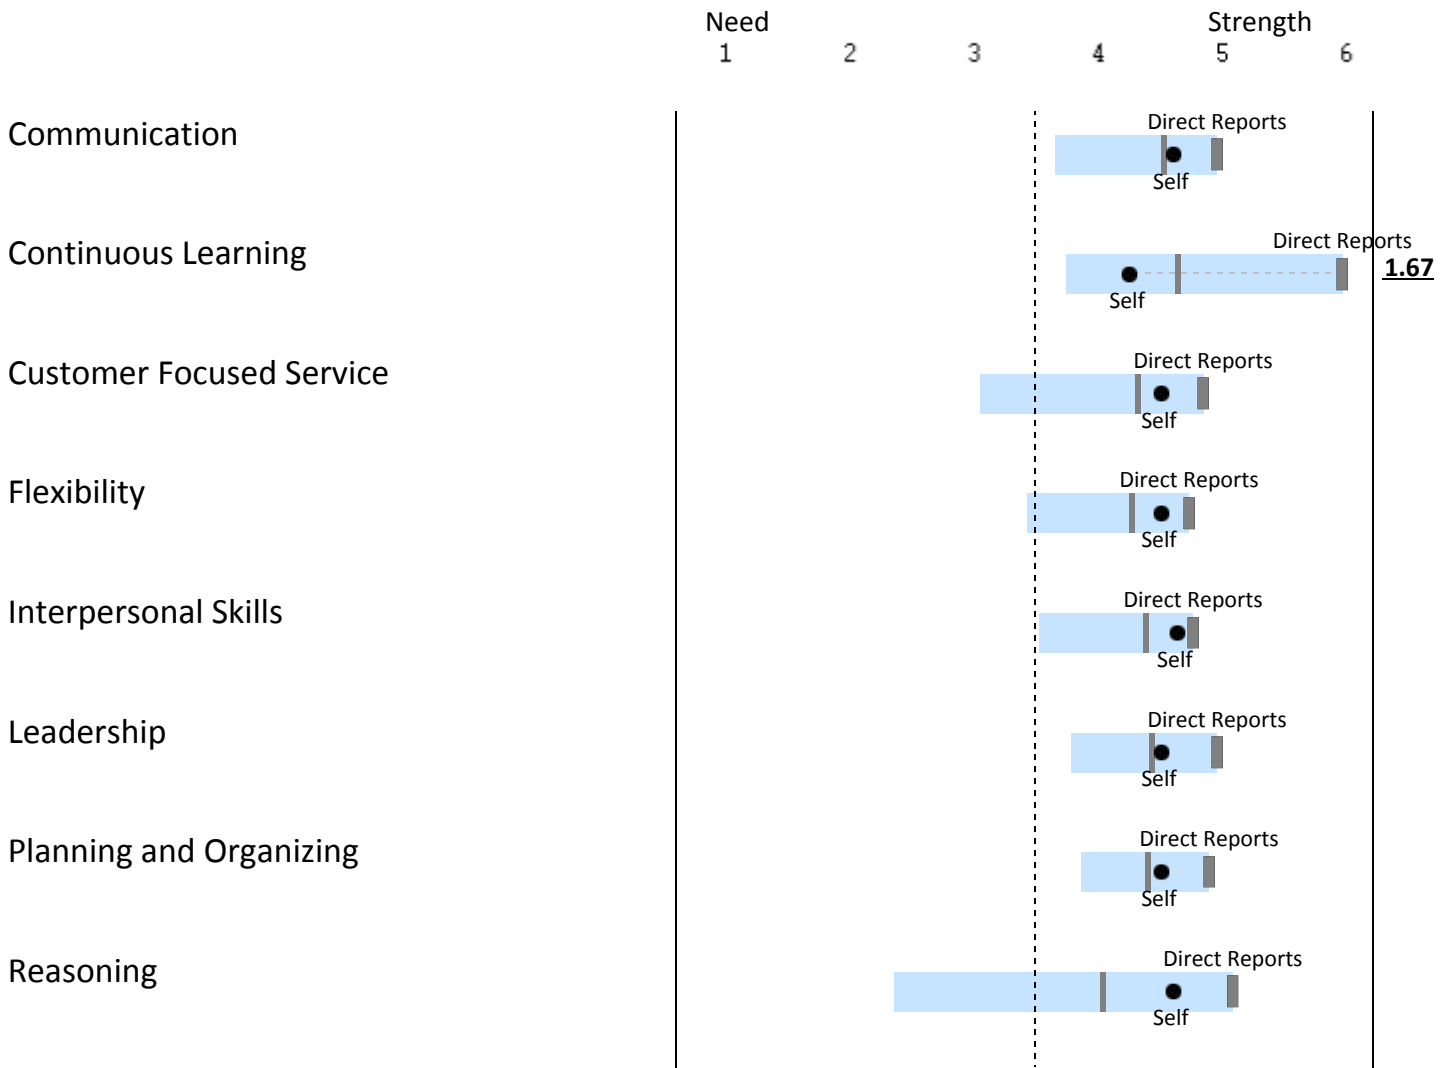 Need Strength
1 2 3 4 5 6
Communication
Direct Reports
Self
Continuous Learning
Direct Reports
1.67
Self
Customer Focused Service
Direct Reports
Self
Flexibility
Direct Reports
Self
Interpersonal Skills
Direct Reports
Self
Leadership
Direct Reports
Self
Planning and Organizing
Direct Reports
Self
Reasoning
Direct Reports
Self